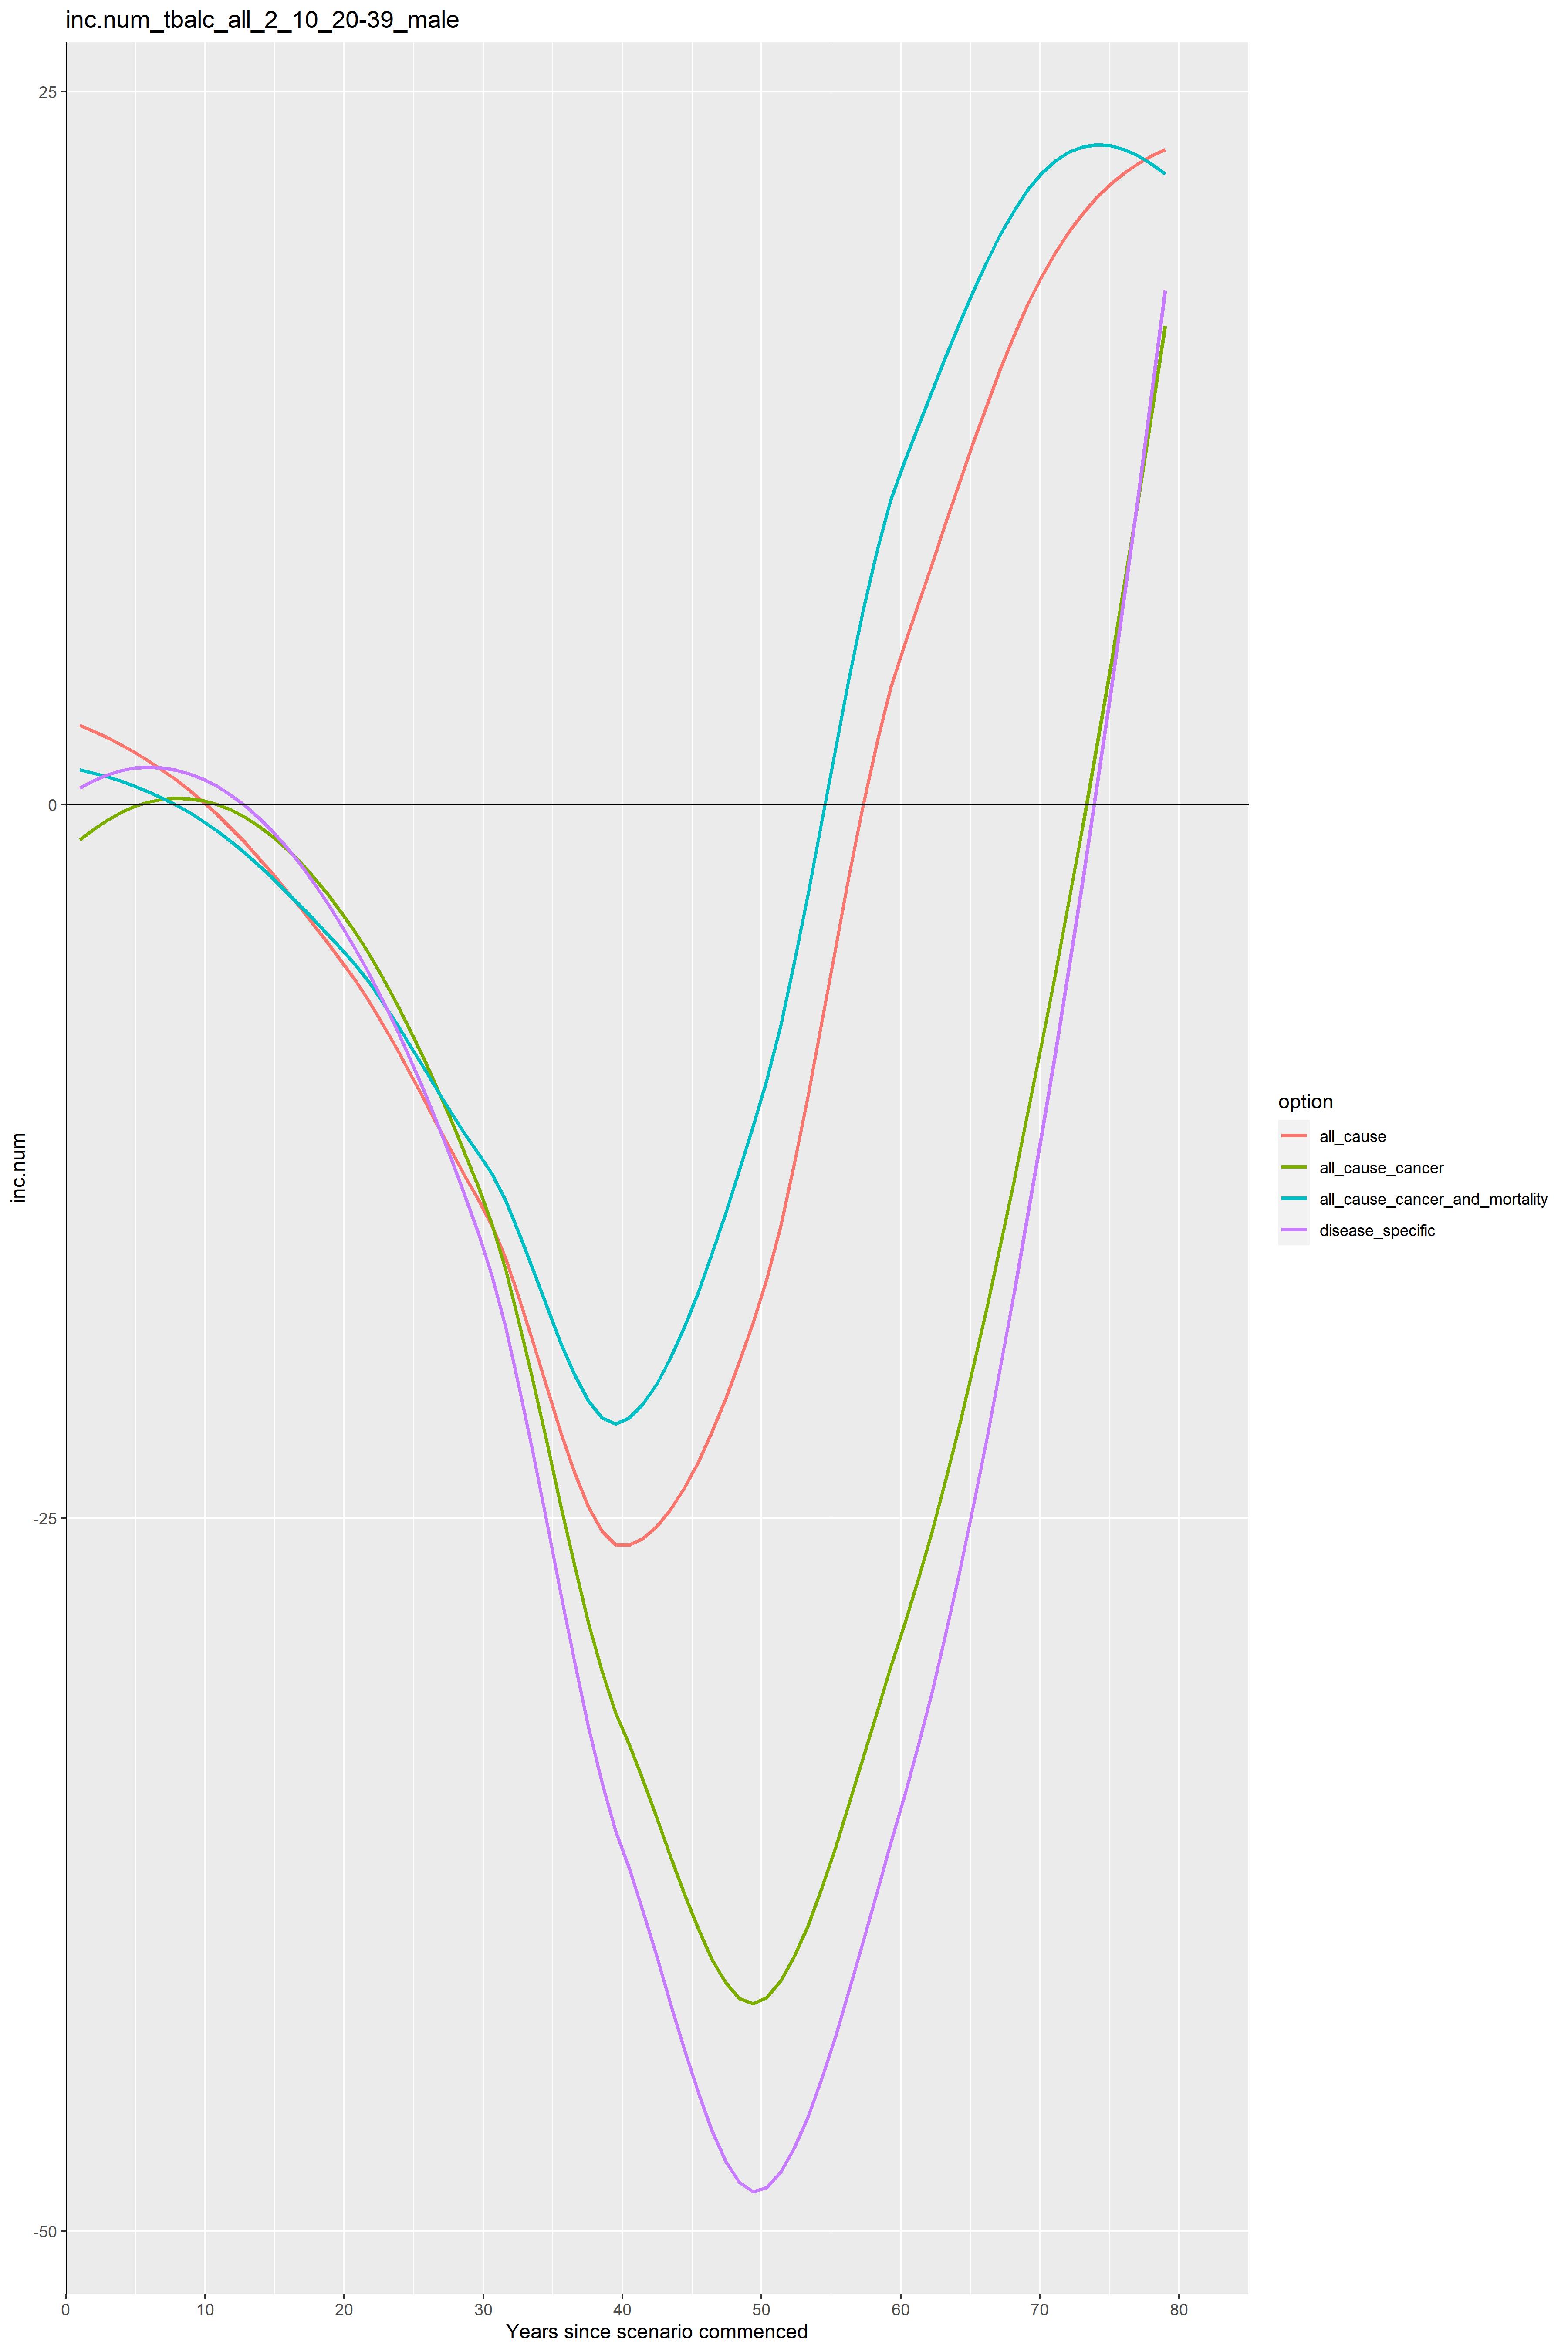 inc.num_tbalc_all_2_10_20-39_male
25
0
-25
-50
inc.num
0 10 20 30 40 50 60 70 80
Years since scenario commenced
option
all_cause
all_cause_cancer
all_cause_cancer_and_mortality
disease_specific